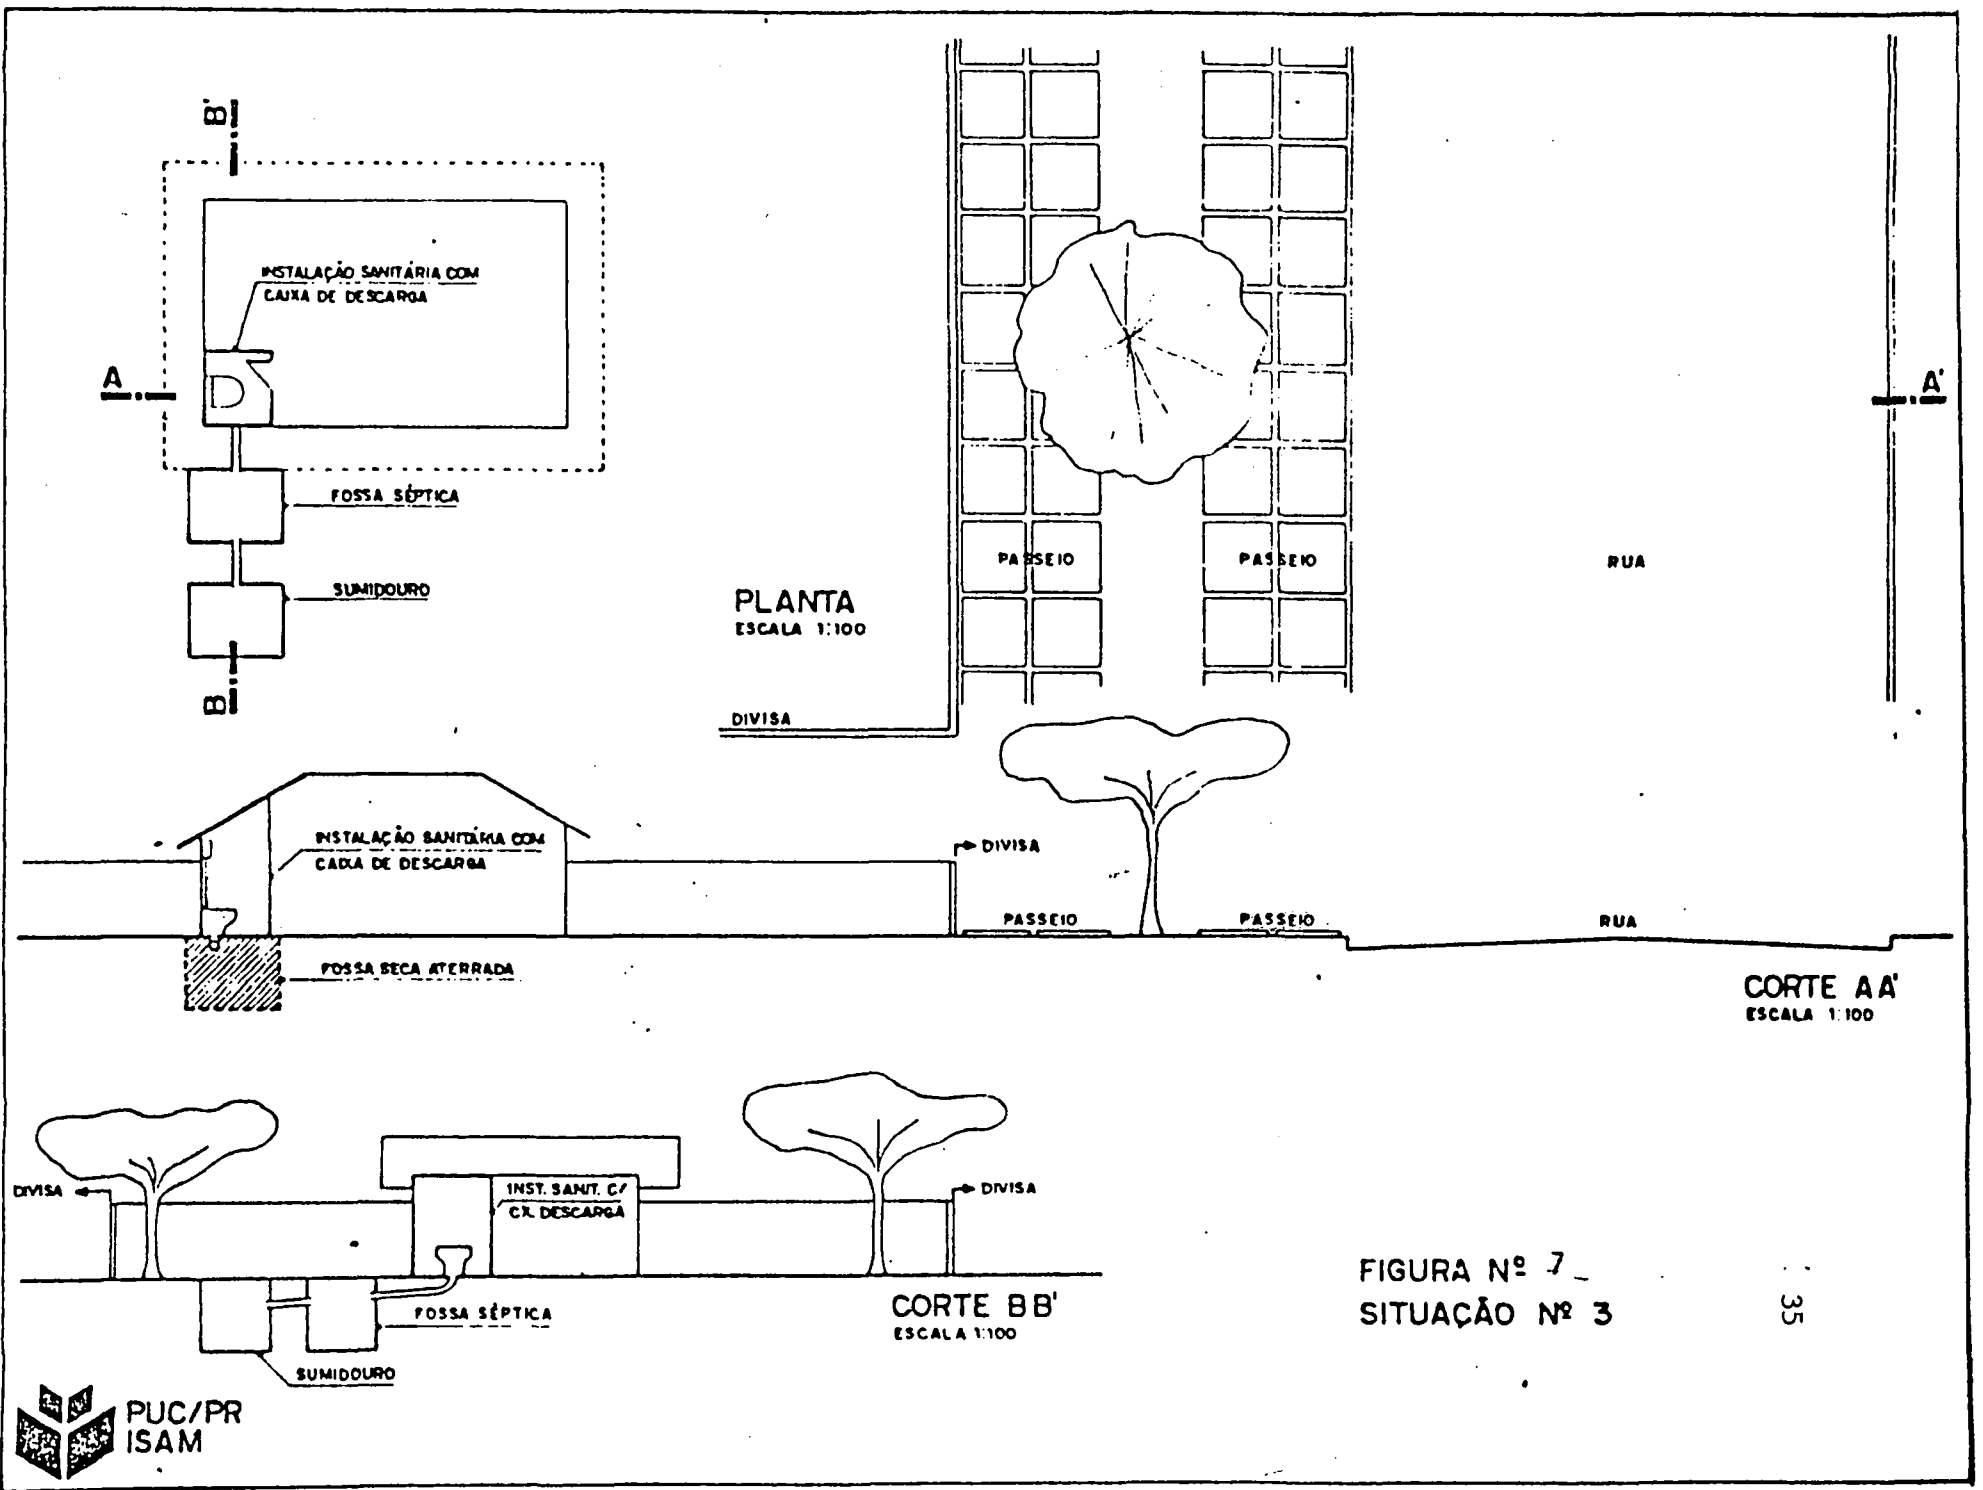 B'
INSTALAÇÃO SANITÁRIA COM
CAIXA DE DESCARGA
A
A'
FOSSA SÉPTICA
SUMIDOURO
B
PASSEIO
PASSEIO
RUA
PLANTA
ESCALA 1:100
DIVISA
INSTALAÇÃO SANITÁRIA COM
CAIXA DE DESCARGA
DIVISA
PASSEIO
PASSEIO
RUA
FOSSA SECA ATERRADA
CORTE AA'
ESCALA 1:100
DIVISA
INST. SANIT. C/
CX. DESCARGA
DIVISA
FOSSA SÉPTICA
SUMIDOURO
CORTE BB'
ESCALA 1:100
FIGURA Nº 7
SITUAÇÃO Nº 3
35
PUC/PR
ISAM